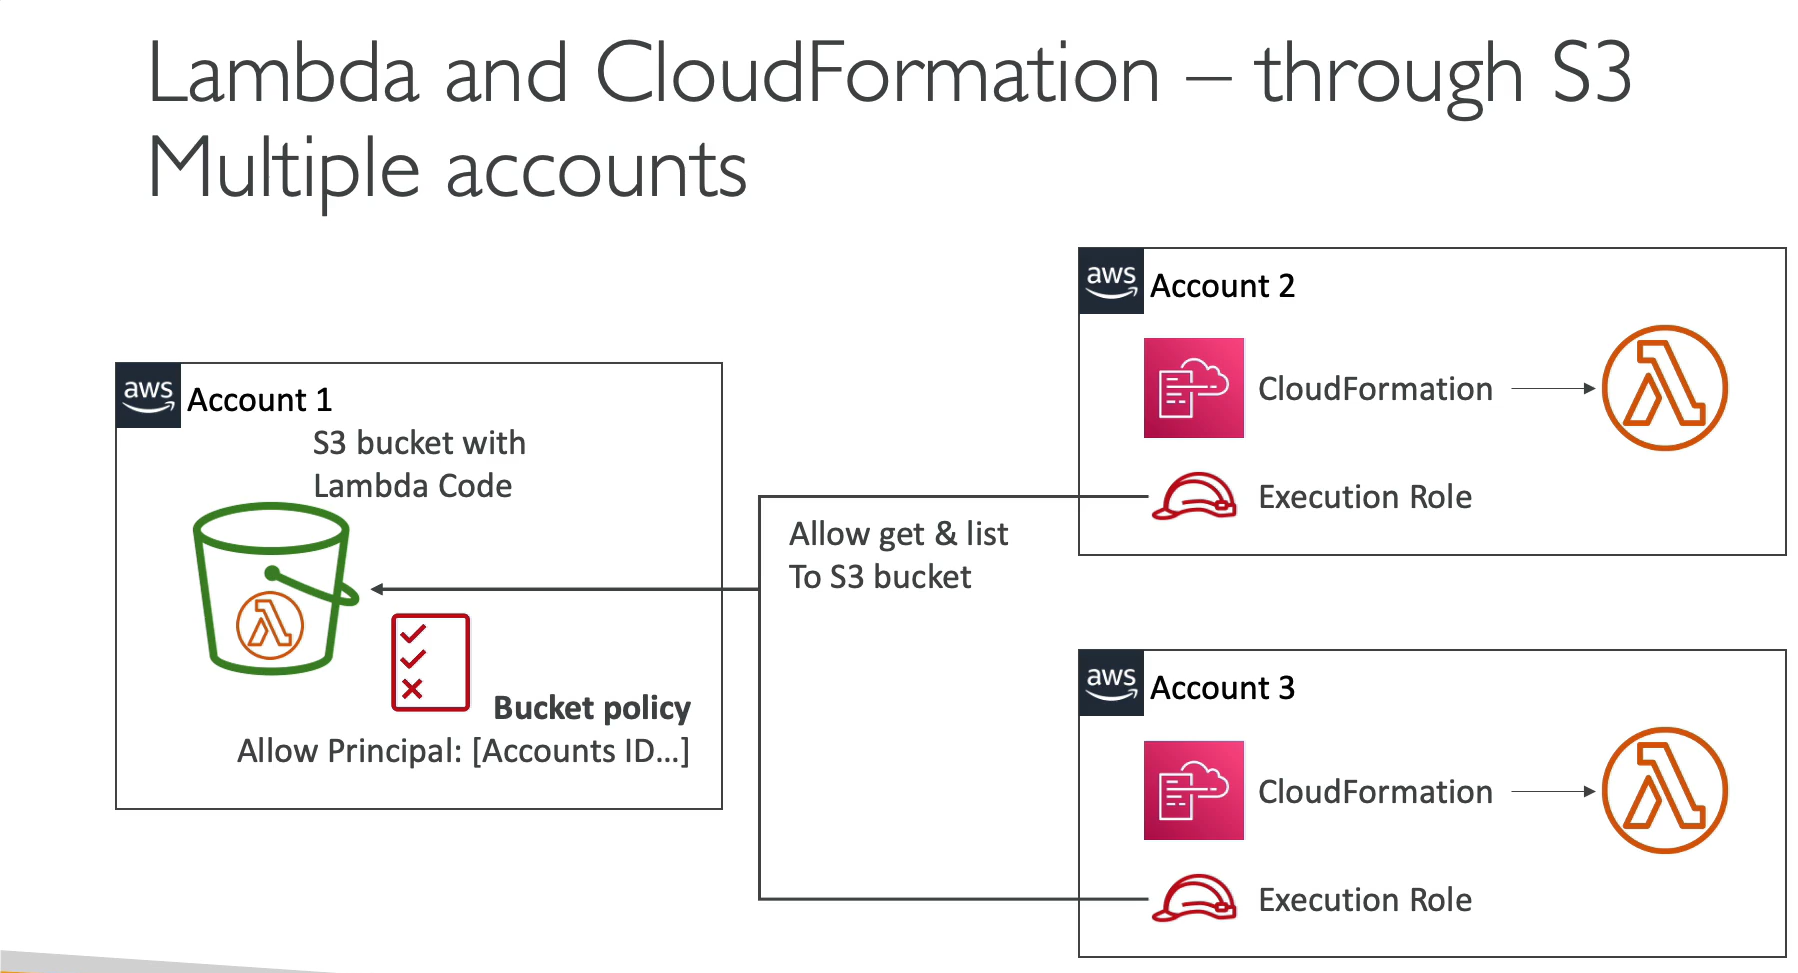 Lambda and CloudFormation – through S3
Multiple accounts
aws
Account 1
S3 bucket with
Lambda Code
Bucket policy
Allow Principal: [Accounts ID...]
Allow get & list
To S3 bucket
aws
Account 2
CloudFormation
Execution Role
aws
Account 3
CloudFormation
Execution Role